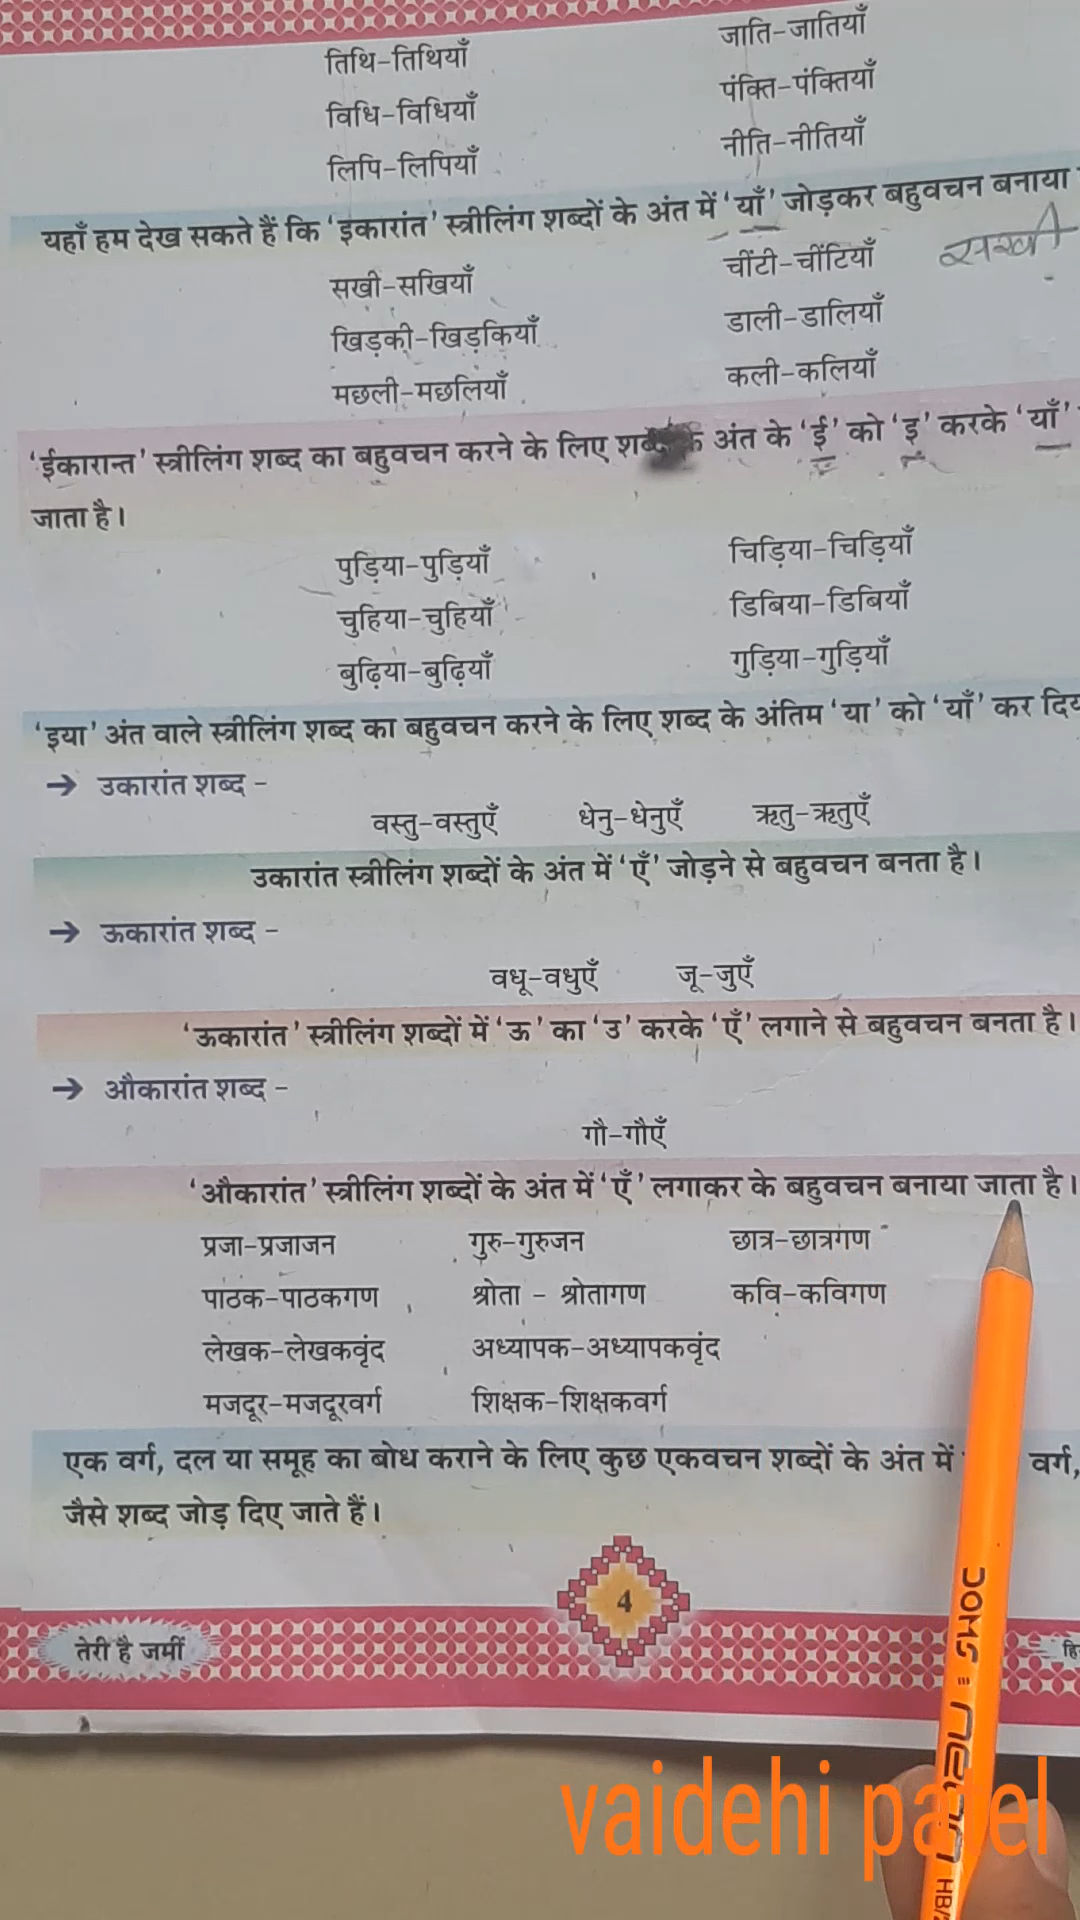 तिथि-तिथियाँ जाति-जातियाँ
विधि-विधियाँ पंक्ति-पंक्तियाँ
लिपि-लिपियाँ नीति-नीतियाँ
यहाँ हम देख सकते हैं कि 'इकारांत' स्त्रीलिंग शब्दों के अंत में 'याँ' जोड़कर बहुवचन बनाया
सखी
सखी-सखियाँ चींटी-चींटियाँ
खिड़की-खिड़कियाँ डाली-डालियाँ
मछली-मछलियाँ कली-कलियाँ
'ईकारान्त' स्त्रीलिंग शब्द का बहुवचन करने के लिए अंत के 'ई' को 'इ' करके 'याँ'
जाता है।
पुड़िया-पुड़ियाँ चिड़िया-चिड़ियाँ
चुहिया-चुहियाँ डिबिया-डिबियाँ
बुढ़िया-बुढ़ियाँ गुड़िया-गुड़ियाँ
'इया' अंत वाले स्त्रीलिंग शब्द का बहुवचन करने के लिए शब्द के अंतिम 'या' को 'याँ' कर
→ उकारांत शब्द -
वस्तु-वस्तुएँ धेनु-धेनुएँ ऋतु-ऋतुएँ
उकारांत स्त्रीलिंग शब्दों के अंत में 'एँ' जोड़ने से बहुवचन बनता है।
→ ऊकारांत शब्द -
वधू-वधुएँ जू-जुएँ
'ऊकारांत' स्त्रीलिंग शब्दों में 'ऊ' का 'उ' करके 'एँ' लगाने से बहुवचन बनता है।
→ औकारांत शब्द -
गौ-गौएँ
'औकारांत' स्त्रीलिंग शब्दों के अंत में 'एँ' लगाकर के बहुवचन बनाया जाता है।
प्रजा-प्रजाजन गुरु-गुरुजन छात्र-छात्रगण
पाठक-पाठकगण श्रोता - श्रोतागण कवि-कविगण
लेखक-लेखकवृंद अध्यापक-अध्यापकवृंद
मजदूर-मजदूरवर्ग शिक्षक-शिक्षकवर्ग
एक वर्ग, दल या समूह का बोध कराने के लिए कुछ एकवचन शब्दों के अंत में वर्ग,
जैसे शब्द जोड़ दिए जाते हैं।
4
तेरी है जमीं
DOMS
vaidehi patel
HB/2